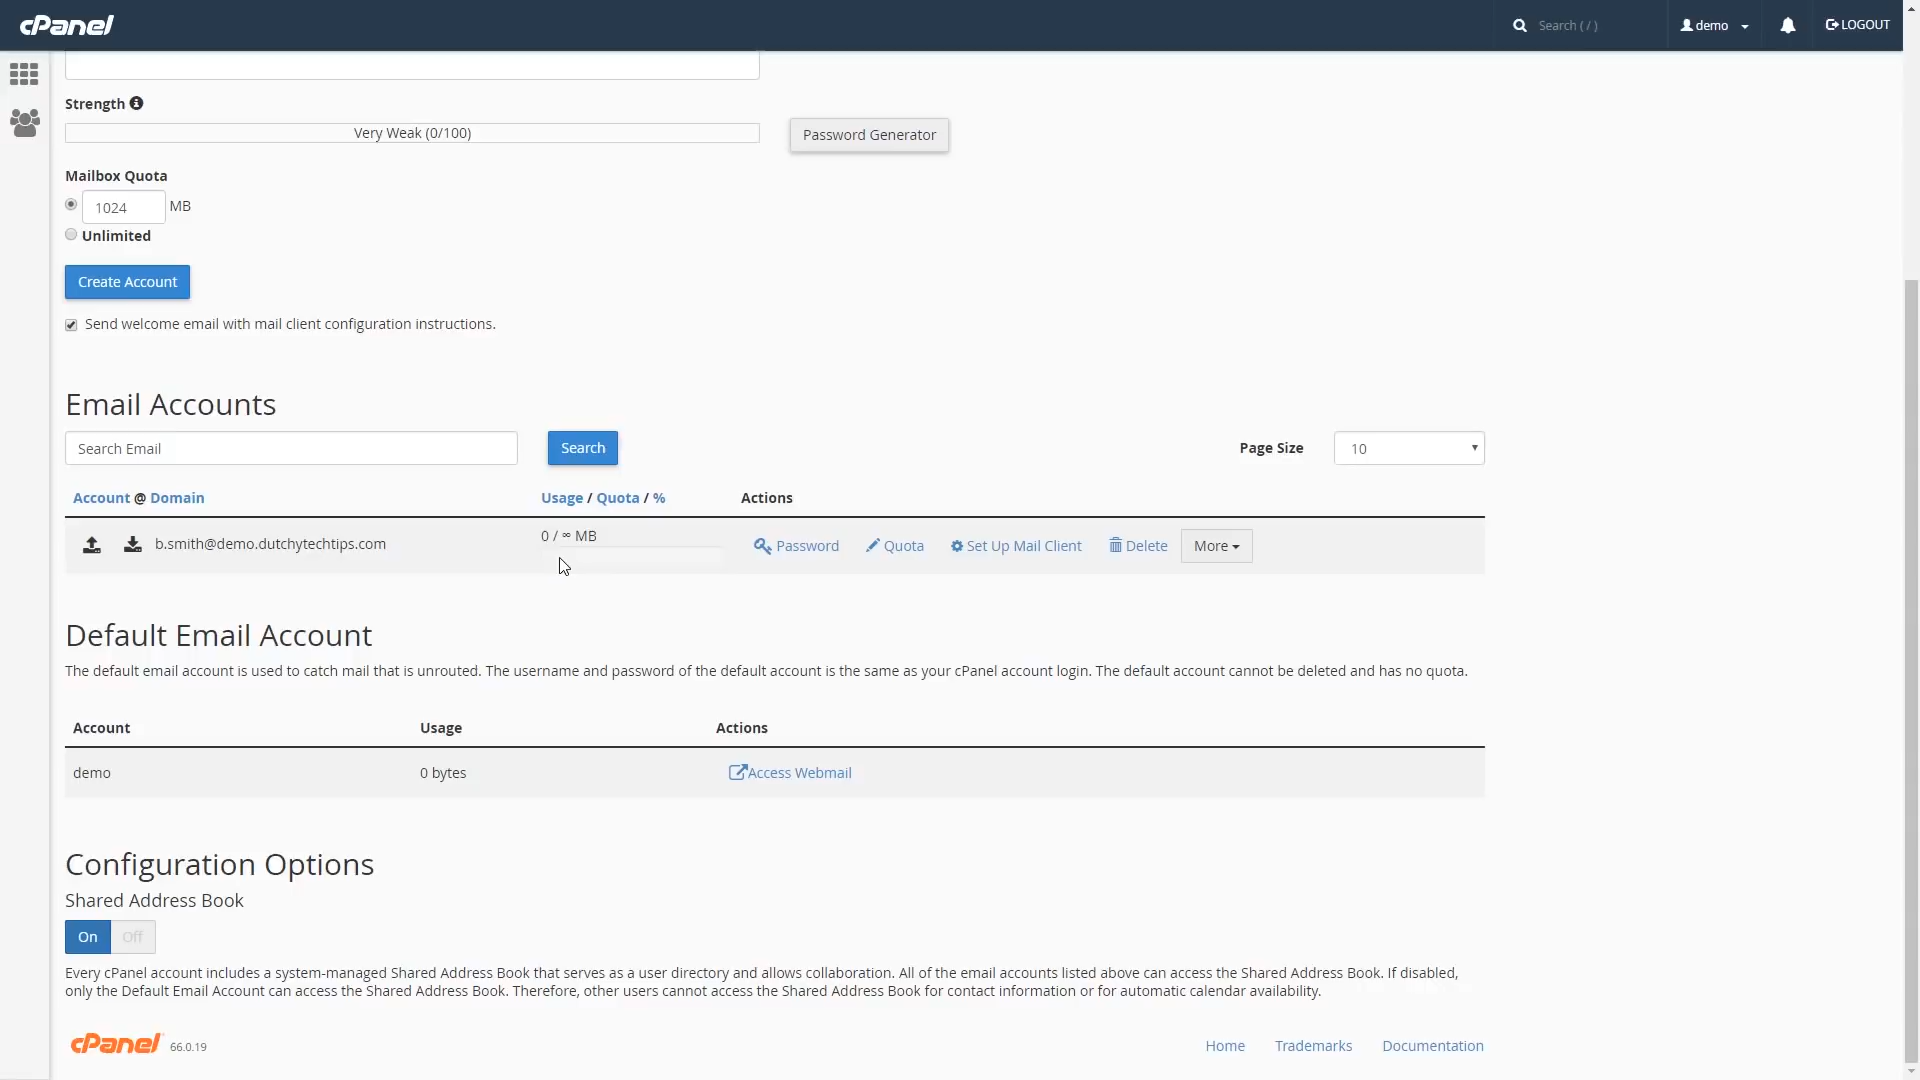 cPanel
Search ( / )
demo
LOGOUT
Strength
Very Weak (0/100)
Password Generator
Mailbox Quota
1024 MB
Unlimited
Create Account
Send welcome email with mail client configuration instructions.
Email Accounts
Search Email
Search
Page Size
10
Account @ Domain
Usage / Quota / %
Actions
b.smith@demo.dutchytechtips.com
0 / ∞ MB
Password
Quota
Set Up Mail Client
Delete
More
Default Email Account
The default email account is used to catch mail that is unrouted. The username and password of the default account is the same as your cPanel account login. The default account cannot be deleted and has no quota.
Account
Usage
Actions
demo
0 bytes
Access Webmail
Configuration Options
Shared Address Book
On
Off
Every cPanel account includes a system-managed Shared Address Book that serves as a user directory and allows collaboration. All of the email accounts listed above can access the Shared Address Book. If disabled,
only the Default Email Account can access the Shared Address Book. Therefore, other users cannot access the Shared Address Book for contact information or for automatic calendar availability.
cPanel 66.0.19
Home
Trademarks
Documentation